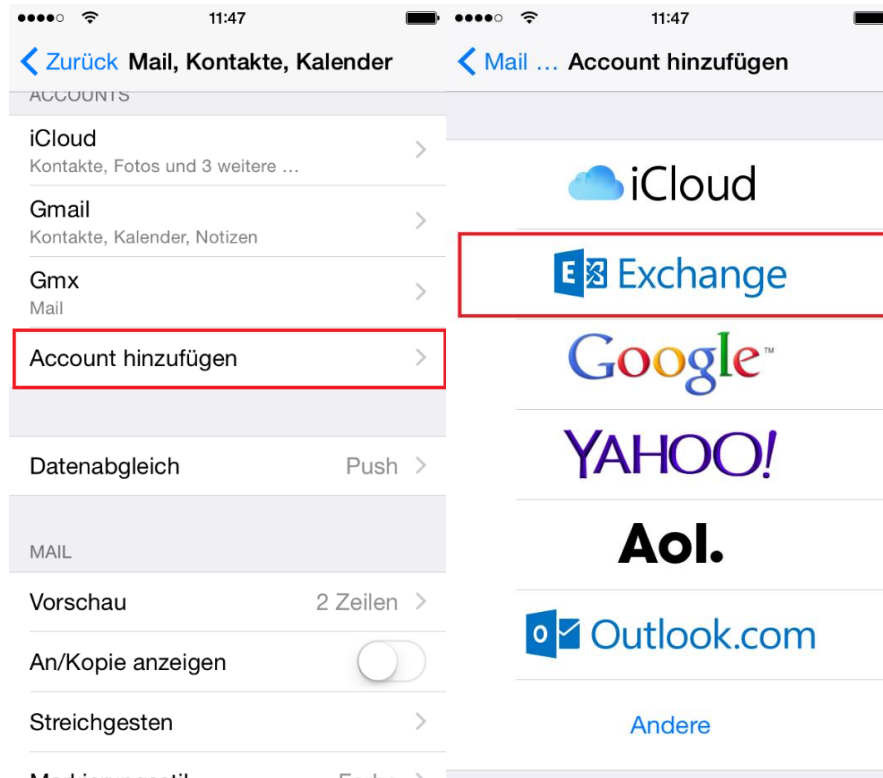 11:47
Zurück Mail, Kontakte, Kalender
ACCOUNTS
iCloud
Kontakte, Fotos und 3 weitere …
Gmail
Kontakte, Kalender, Notizen
Gmx
Mail
Account hinzufügen
Datenabgleich Push
MAIL
Vorschau 2 Zeilen
An/Kopie anzeigen
Streichgesten
11:47
Mail … Account hinzufügen
iCloud
E Exchange
Google™
YAHOO!
Aol.
o Outlook.com
Andere